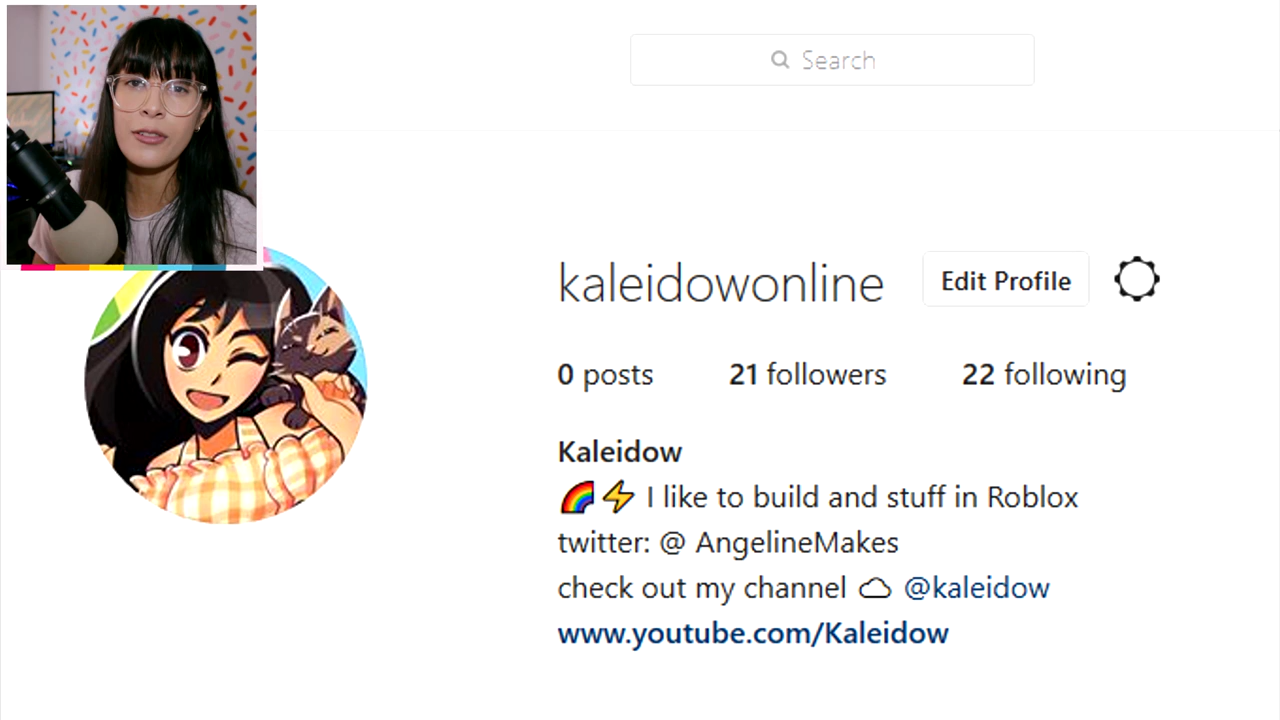 Search
kaleidowonline Edit Profile
0 posts 21 followers 22 following
Kaleidow
🌈⚡ I like to build and stuff in Roblox
twitter: @ AngelineMakes
check out my channel ☁ @kaleidow
www.youtube.com/Kaleidow